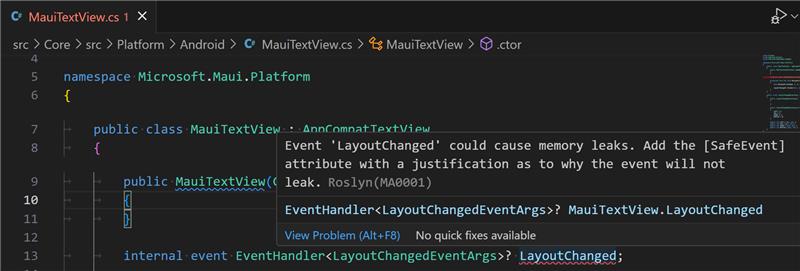 C# MauiTextView.cs 1 ×
src > Core > src > Platform > Android > C# MauiTextView.cs > MauiTextView > .ctor
4
5 namespace Microsoft.Maui.Platform
6 {
7 public class MauiTextView : AppCompatTextView
8 {
Event 'LayoutChanged' could cause memory leaks. Add the [SafeEvent]
attribute with a justification as to why the event will not
leak. Roslyn(MA0001)
9 public MauiTextView(
10 {
EventHandler<LayoutChangedEventArgs>? MauiTextView.LayoutChanged
11 }
12
View Problem (Alt+F8) No quick fixes available
13 internal event EventHandler<LayoutChangedEventArgs>? LayoutChanged;